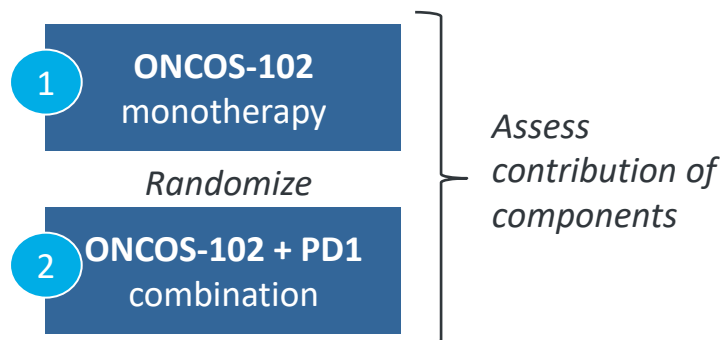 1
ONCOS-102
monotherapy
Randomize
2
ONCOS-102 + PD1
combination
Assess
contribution of
components